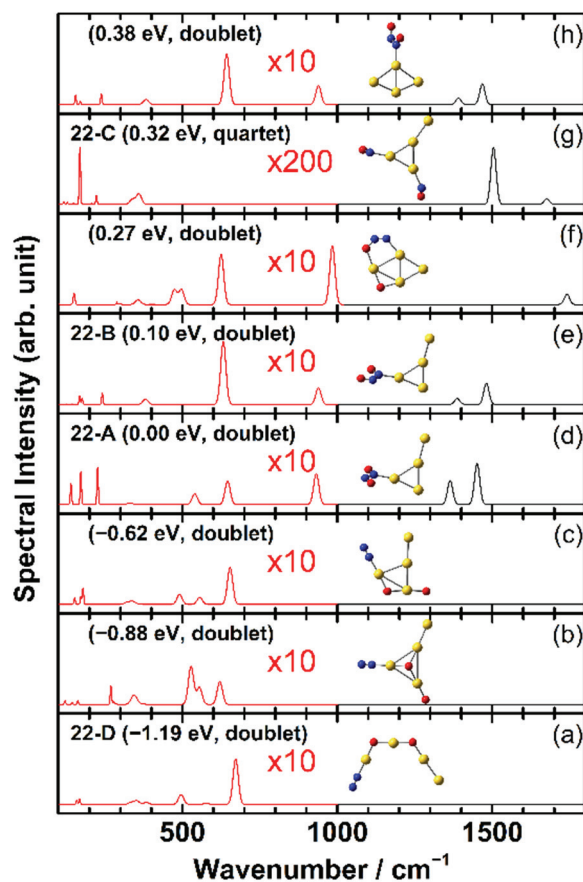 (0.38 eV, doublet) (h)
x10
22-C (0.32 eV, quartet) (g)
x200
(0.27 eV, doublet) (f)
x10
22-B (0.10 eV, doublet) (e)
x10
22-A (0.00 eV, doublet) (d)
x10
(−0.62 eV, doublet) (c)
x10
(−0.88 eV, doublet) (b)
x10
22-D (−1.19 eV, doublet) (a)
x10
Spectral Intensity (arb. unit)
500 1000 1500
Wavenumber / cm⁻¹